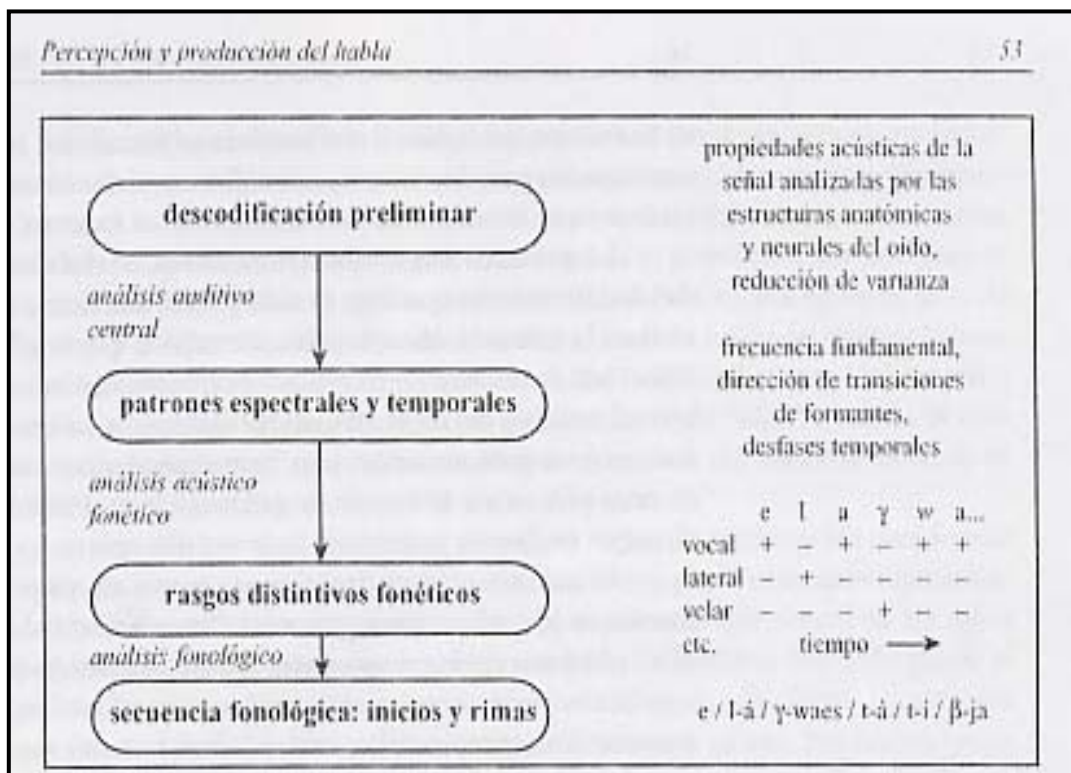 Percepción y producción del habla 53
propiedades acústicas de la
señal analizadas por las
estructuras anatómicas
y neurales del oido,
reducción de varianza
descodificación preliminar
análisis auditivo
central
frecuencia fundamental,
dirección de transiciones
de formantes,
desfases temporales
patrones espectrales y temporales
análisis acústico
fonético
e l a γ w a...
vocal + – + – + +
lateral – + – – – –
velar – – – + – –
etc. tiempo
rasgos distintivos fonéticos
análisis fonológico
secuencia fonológica: inicios y rimas
e / l-á / γ-waes / t-á / t-i / β-ja